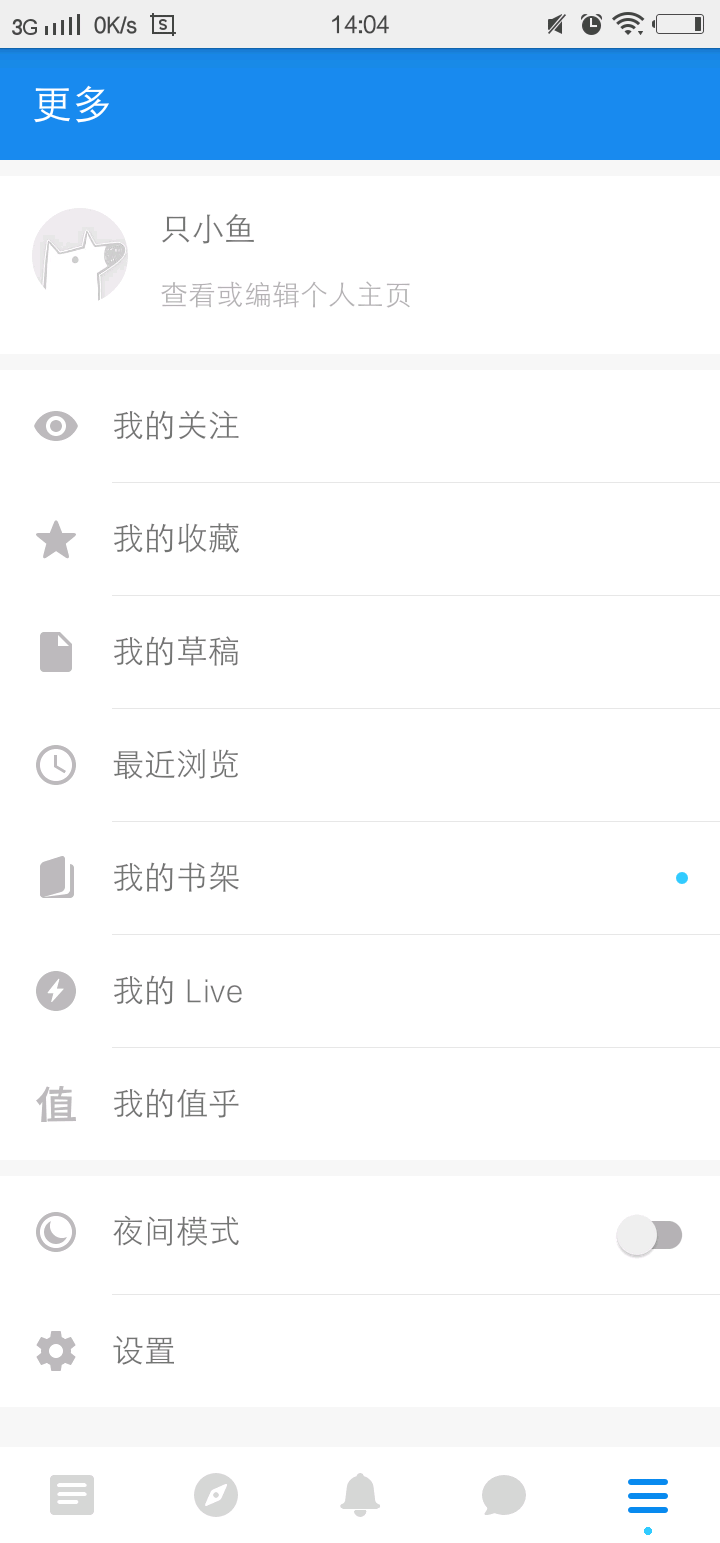 3G 0K/s S 14:04
更多
只小鱼
查看或编辑个人主页
我的关注
我的收藏
我的草稿
最近浏览
我的书架
我的 Live
值 我的值乎
夜间模式
设置